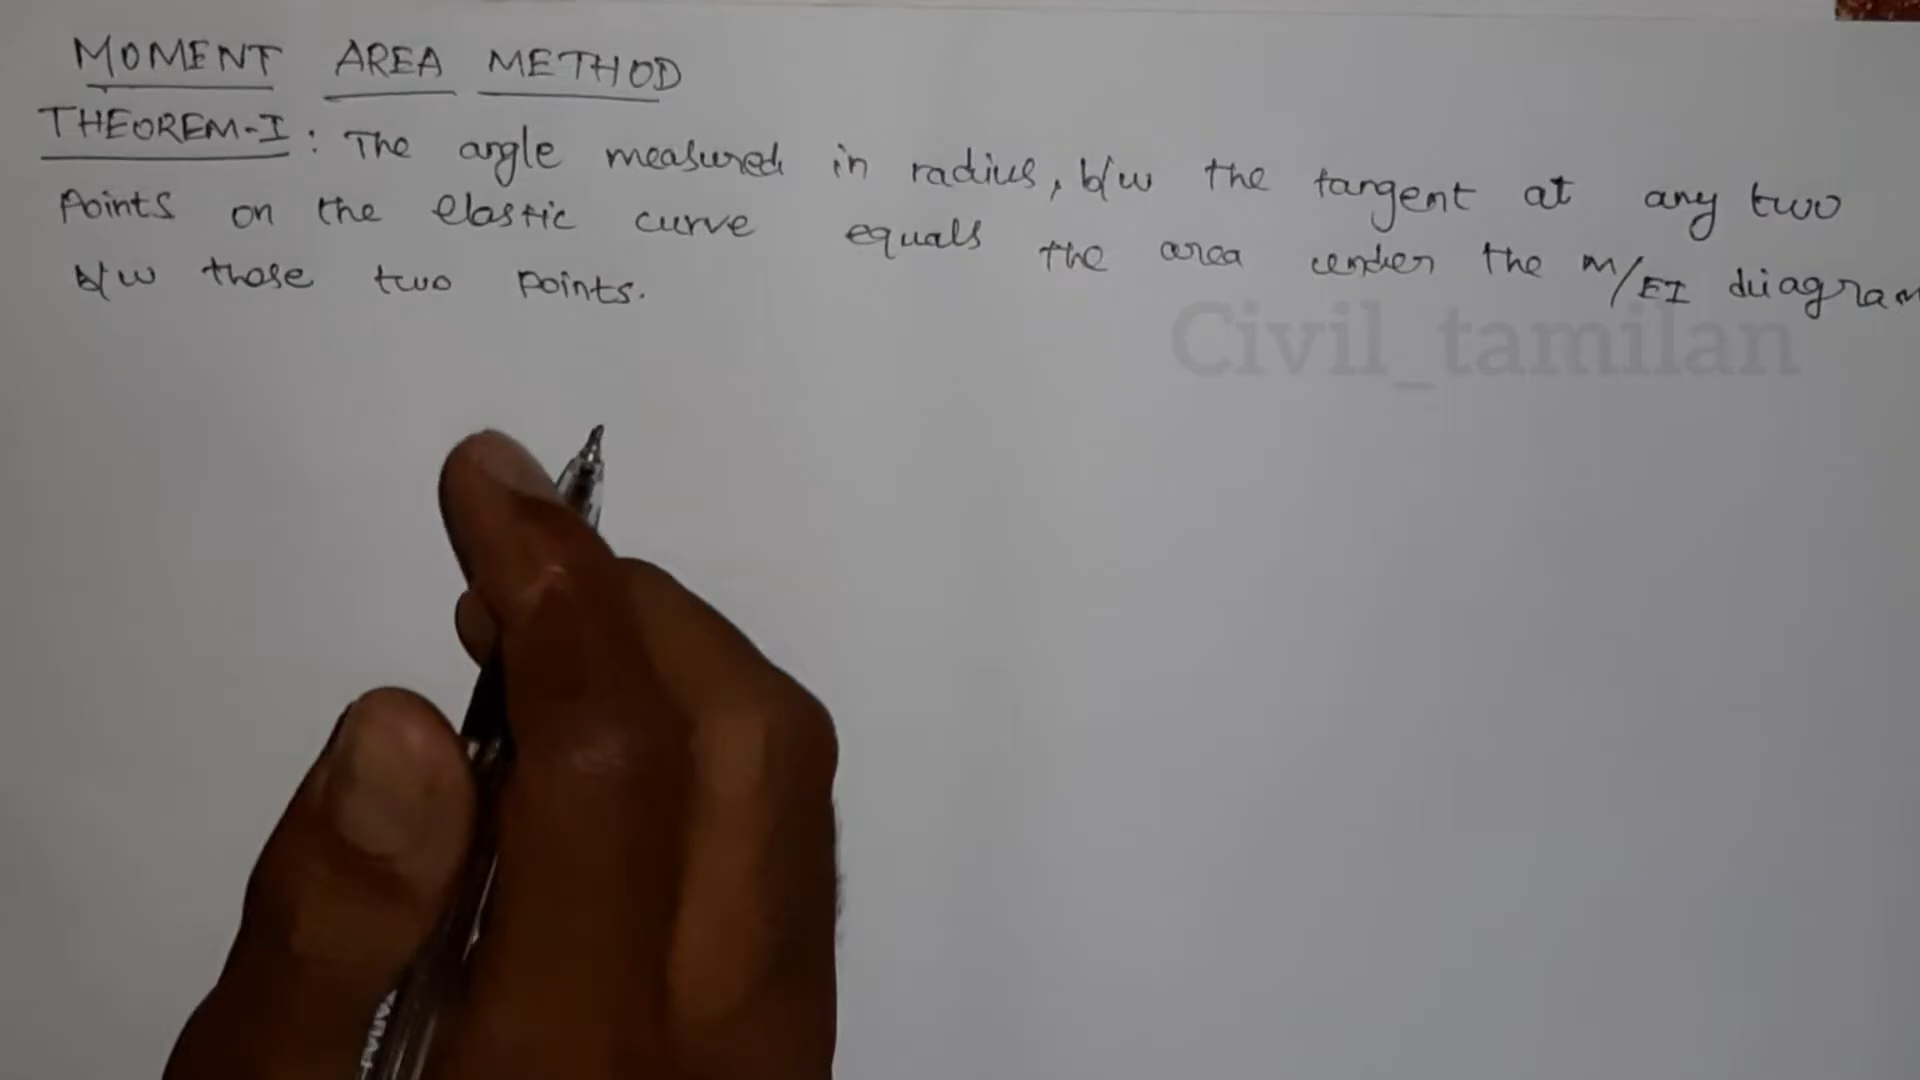 MOMENT AREA METHOD
THEOREM-I: The angle measured in radius, b/w the tangent at any two
Points on the elastic curve equals the area under the M/EI diagram
b/w those two points.
Civil_tamilan